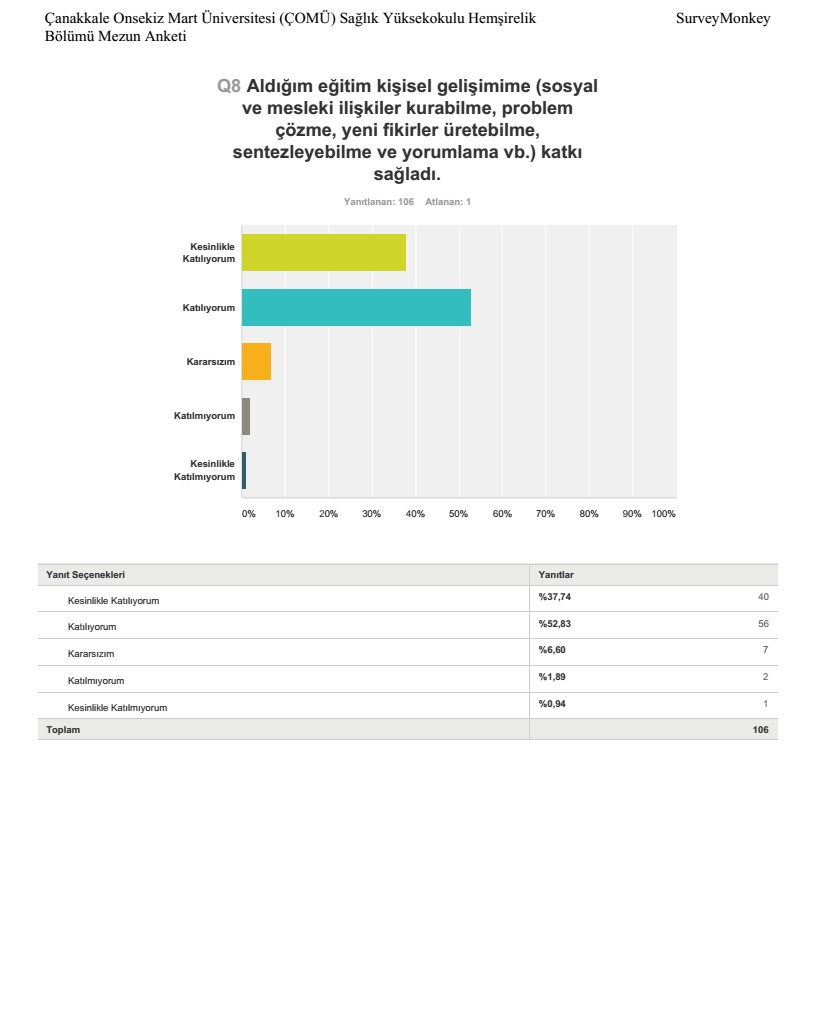 Çanakkale Onsekiz Mart Üniversitesi (ÇOMÜ) Sağlık Yüksekokulu Hemşirelik
Bölümü Mezun Anketi
SurveyMonkey
Q8 Aldığım eğitim kişisel gelişimime (sosyal
ve mesleki ilişkiler kurabilme, problem
çözme, yeni fikirler üretebilme,
sentezleyebilme ve yorumlama vb.) katkı
sağladı.
Yanıtlanan: 106 Atlanan: 1
Kesinlikle
Katılıyorum
Katılıyorum
Kararsızım
Katılmıyorum
Kesinlikle
Katılmıyorum
0% 10% 20% 30% 40% 50% 60% 70% 80% 90% 100%
Yanıt Seçenekleri Yanıtlar
Kesinlikle Katılıyorum %37,74 40
Katılıyorum %52,83 56
Kararsızım %6,60 7
Katılmıyorum %1,89 2
Kesinlikle Katılmıyorum %0,94 1
Toplam 106